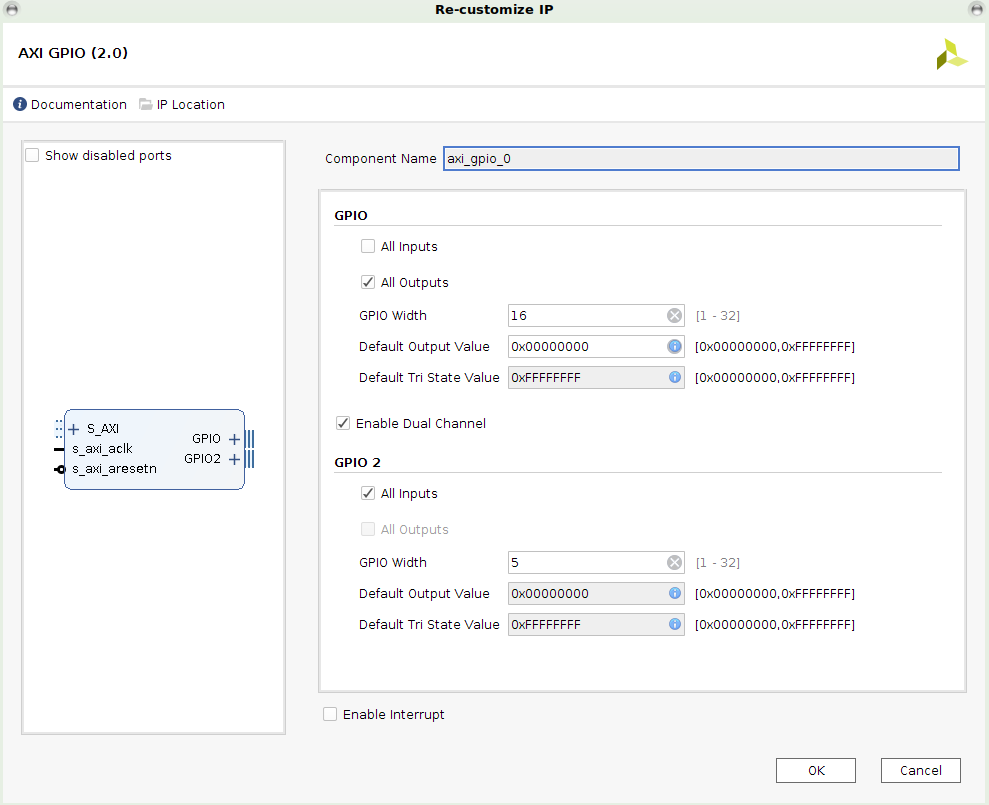 Re-customize IP
AXI GPIO (2.0)
Documentation IP Location
Show disabled ports
S_AXI
s_axi_aclk
s_axi_aresetn
GPIO
GPIO2
Component Name axi_gpio_0
GPIO
All Inputs
All Outputs
GPIO Width 16 [1 - 32]
Default Output Value 0x00000000 [0x00000000,0xFFFFFFFF]
Default Tri State Value 0xFFFFFFFF [0x00000000,0xFFFFFFFF]
Enable Dual Channel
GPIO 2
All Inputs
All Outputs
GPIO Width 5 [1 - 32]
Default Output Value 0x00000000 [0x00000000,0xFFFFFFFF]
Default Tri State Value 0xFFFFFFFF [0x00000000,0xFFFFFFFF]
Enable Interrupt
OK Cancel